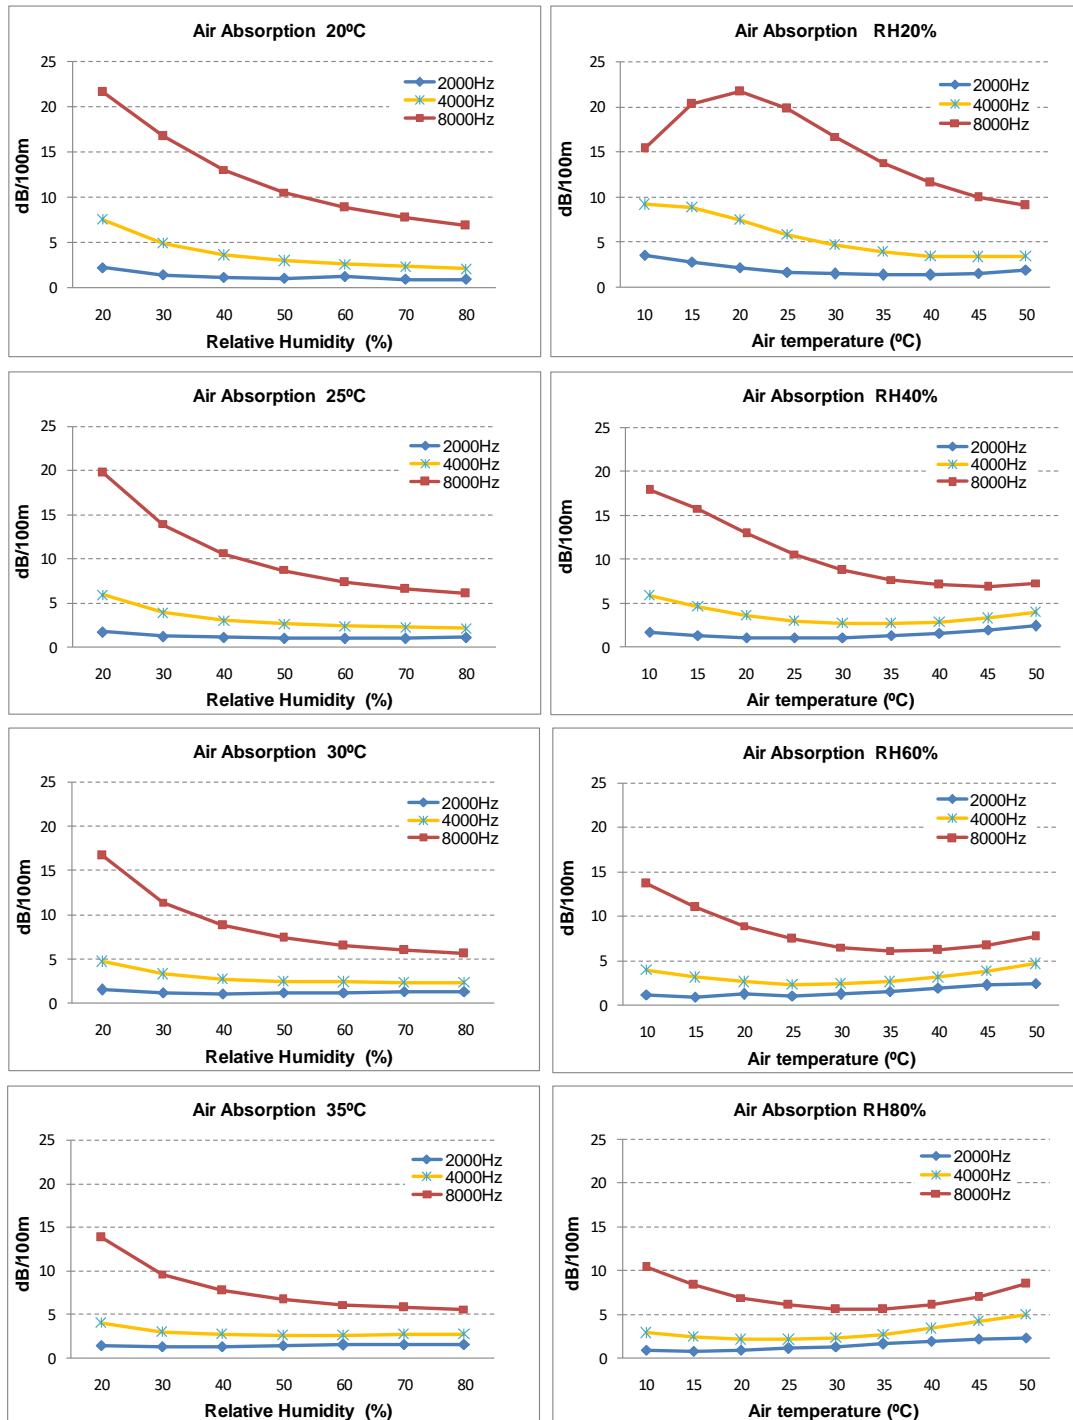 Air Absorption 20ºC
25
20
15
10
5
0
dB/100m
2000Hz
4000Hz
8000Hz
20 30 40 50 60 70 80
Relative Humidity (%)
Air Absorption RH20%
25
20
15
10
5
0
dB/100m
2000Hz
4000Hz
8000Hz
10 15 20 25 30 35 40 45 50
Air temperature (ºC)
Air Absorption 25ºC
25
20
15
10
5
0
dB/100m
2000Hz
4000Hz
8000Hz
20 30 40 50 60 70 80
Relative Humidity (%)
Air Absorption RH40%
25
20
15
10
5
0
dB/100m
2000Hz
4000Hz
8000Hz
10 15 20 25 30 35 40 45 50
Air temperature (ºC)
Air Absorption 30ºC
25
20
15
10
5
0
dB/100m
2000Hz
4000Hz
8000Hz
20 30 40 50 60 70 80
Relative Humidity (%)
Air Absorption RH60%
25
20
15
10
5
0
dB/100m
2000Hz
4000Hz
8000Hz
10 15 20 25 30 35 40 45 50
Air temperature (ºC)
Air Absorption 35ºC
25
20
15
10
5
0
dB/100m
2000Hz
4000Hz
8000Hz
20 30 40 50 60 70 80
Relative Humidity (%)
Air Absorption RH80%
25
20
15
10
5
0
dB/100m
2000Hz
4000Hz
8000Hz
10 15 20 25 30 35 40 45 50
Air temperature (ºC)